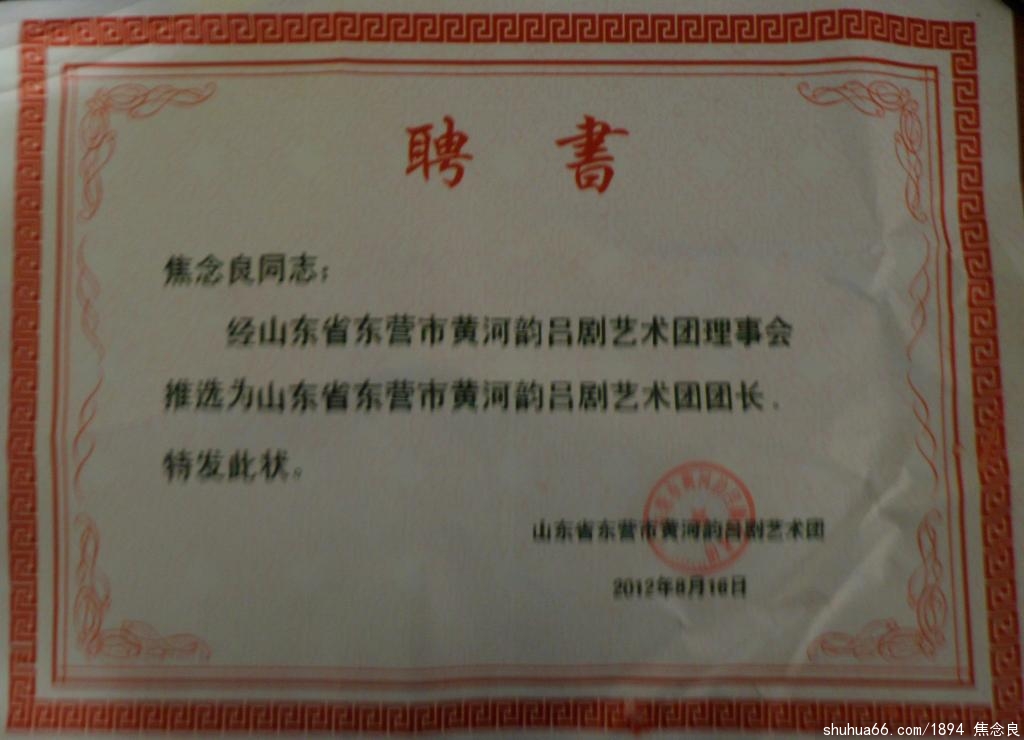 聘書
焦念良同志：
经山东省东营市黄河韵吕剧艺术团理事会
推选为山东省东营市黄河韵吕剧艺术团团长.
特发此状。
山东省东营市黄河韵吕剧艺术团
2012年8月16日
shuhua66.com/1894 焦念良